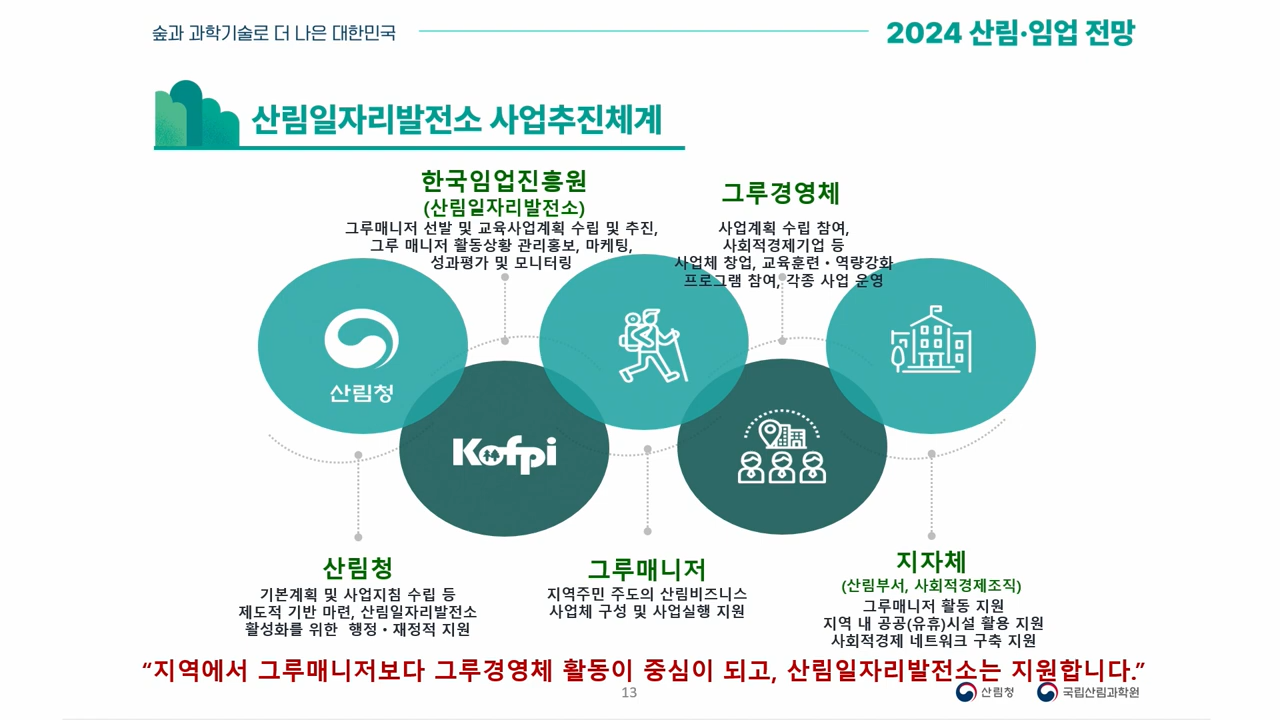 숲과 과학기술로 더 나은 대한민국
2024 산림·임업 전망
산림일자리발전소 사업추진체계
한국임업진흥원
(산림일자리발전소)
그루매니저 선발 및 교육사업계획 수립 및 추진,
그루 매니저 활동상황 관리홍보, 마케팅,
성과평가 및 모니터링
그루경영체
사업계획 수립 참여,
사회적경제기업 등
사업체 창업, 교육훈련・역량강화
프로그램 참여, 각종 사업 운영
산림청
Kofpi
산림청
기본계획 및 사업지침 수립 등
제도적 기반 마련, 산림일자리발전소
활성화를 위한 행정・재정적 지원
그루매니저
지역주민 주도의 산림비즈니스
사업체 구성 및 사업실행 지원
지자체
(산림부서, 사회적경제조직)
그루매니저 활동 지원
지역 내 공공(유휴)시설 활용 지원
사회적경제 네트워크 구축 지원
“지역에서 그루매니저보다 그루경영체 활동이 중심이 되고, 산림일자리발전소는 지원합니다.”
13
산림청
국립산림과학원